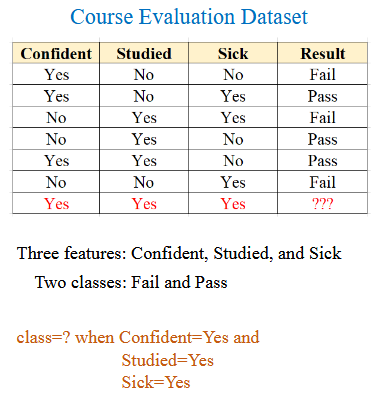 Course Evaluation Dataset
Confident Studied Sick Result
Yes No No Fail
Yes No Yes Pass
No Yes Yes Fail
No Yes No Pass
Yes Yes No Pass
No No Yes Fail
Yes Yes Yes ???
Three features: Confident, Studied, and Sick
Two classes: Fail and Pass
class=? when Confident=Yes and
Studied=Yes
Sick=Yes